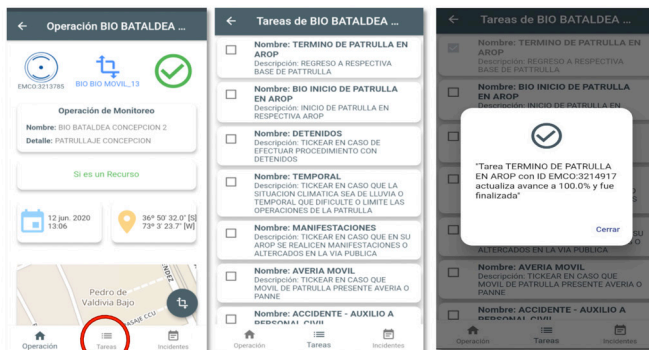 Operación BIO BATALDEA ...
EMCO:3213785
BIO BIO MOVIL_13
Operación de Monitoreo
Nombre: BIO BATALDEA CONCEPCION 2
Detalle: PATRULLAJE CONCEPCION
Si es un Recurso
12 jun. 2020
13:06
36º 50' 32.0" [S]
73º 3' 23.7" [W]
Pedro de
Valdivia Bajo
Operación
Tareas
Incidentes
Tareas de BIO BATALDEA ...
Nombre: TERMINO DE PATRULLA EN
AROP
Descripción: REGRESO A RESPECTIVA
BASE DE PATTRULLA
Nombre: BIO INICIO DE PATRULLA
EN AROP
Descripción: INICIO DE PATRULLA EN
RESPECTIVA AROP
Nombre: DETENIDOS
Descripción: TICKEAR EN CASO DE
EFECTUAR PROCEDIMIENTO CON
DETENIDOS
Nombre: TEMPORAL
Descripción: TICKEAR EN CASO QUE LA
SITUACION CLIMATICA SEA DE LLUVIA O
TEMPORAL QUE DIFICULTE O LIMITE LAS
OPERACIONES DE LA PATRULLA
Nombre: MANIFESTACIONES
Descripción: TICKEAR EN CASO QUE EN SU
AROP SE REALICEN MANIFESTACIONES O
ALTERCADOS EN LA VIA PUBLICA
Nombre: AVERIA MOVIL
Descripción: TICKEAR EN CASO QUE
MOVIL DE PATRULLA PRESENTE AVERIA O
PANNE
Nombre: ACCIDENTE - AUXILIO A
PERSONAL CIVIL
Operación
Tareas
Incidentes
Tareas de BIO BATALDEA ...
Nombre: TERMINO DE PATRULLA EN
AROP
Descripción: REGRESO A RESPECTIVA
BASE DE PATTRULLA
Nombre: BIO INICIO DE PATRULLA
EN AROP
Descripción: INICIO DE PATRULLA EN
"Tarea TERMINO DE PATRULLA
EN AROP con ID EMCO:3214917
actualiza avance a 100.0% y fue
finalizada"
Cerrar
ALTERCADOS EN LA VIA PUBLICA
Nombre: AVERIA MOVIL
Descripción: TICKEAR EN CASO QUE
MOVIL DE PATRULLA PRESENTE AVERIA O
PANNE
Nombre: ACCIDENTE - AUXILIO A
PERSONAL CIVIL
Operación
Tareas
Incidentes